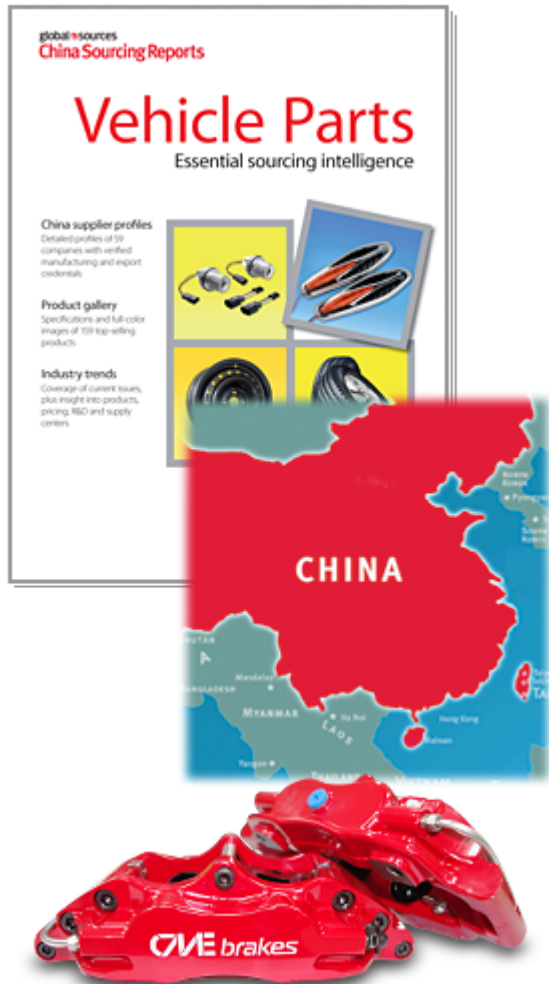 global sources
China Sourcing Reports
Vehicle Parts
Essential sourcing intelligence
China supplier profiles
Detailed profiles of 59
companies with verified
manufacturing and export
credentials
Product gallery
Specifications and full-color
images of 159 top-selling
products
Industry trends
Coverage of current issues,
plus insight into products,
pricing, R&D and supply
centers
NORTH
KOREA
CHINA
Mandalay
MYANMAR
LAOS
Ha Noi
Hong Kong
Hainan
Yangon
brakes